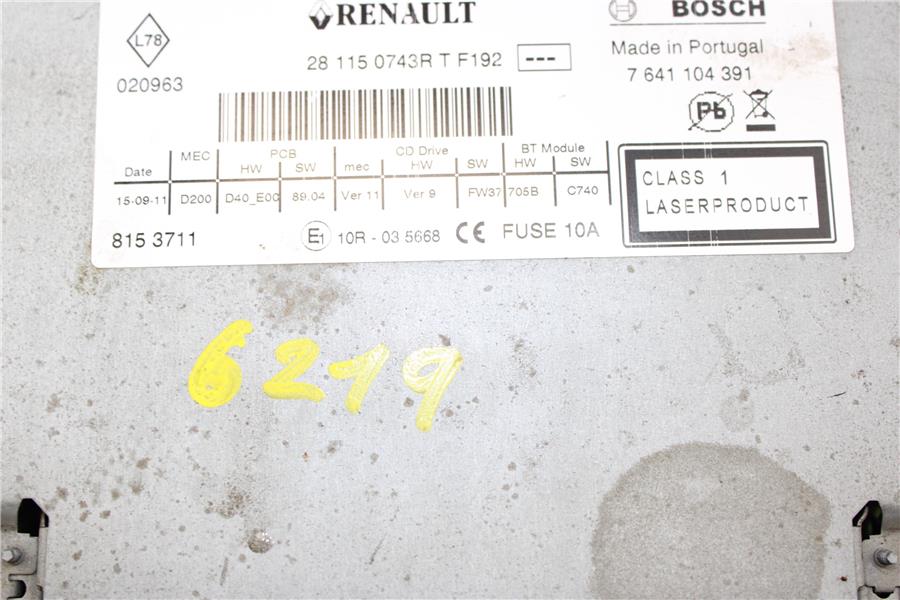 L78
020963
RENAULT
28 115 0743R T F192 ---
BOSCH
Made in Portugal
7 641 104 391
Pb
MEC PCB CD Drive BT Module
Date HW SW mec HW SW HW SW
15-09-11 D200 D40_E00 89.04 Ver 11 Ver 9 FW37 705B C740
815 3711
E1 10R - 03 5668 CE FUSE 10A
CLASS 1
LASERPRODUCT
6219